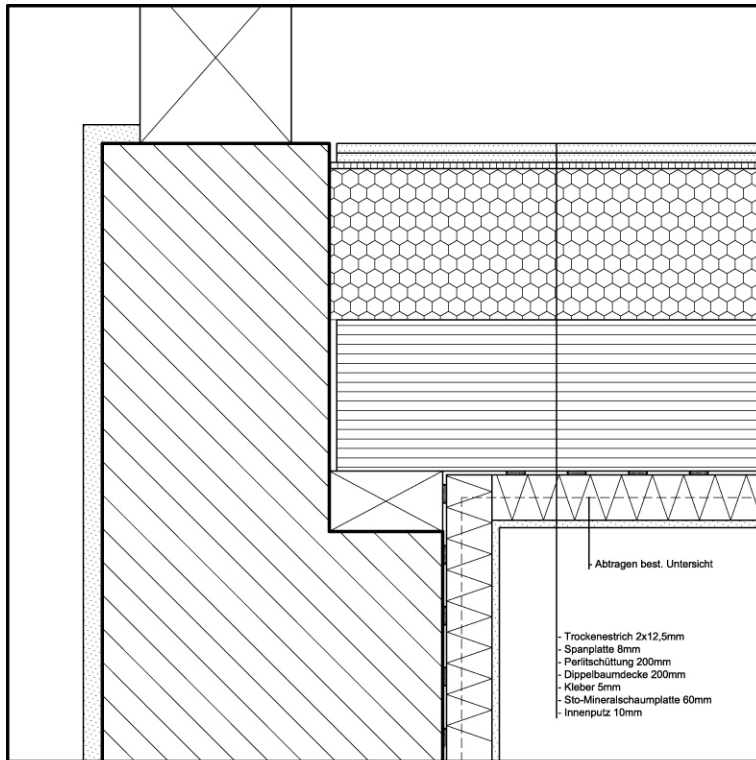 - Abtragen best. Untersicht
- Trockenestrich 2x12,5mm
- Spanplatte 8mm
- Perlitschüttung 200mm
- Dippelbaumdecke 200mm
- Kleber 5mm
- Sto-Mineralschaumplatte 60mm
- Innenputz 10mm